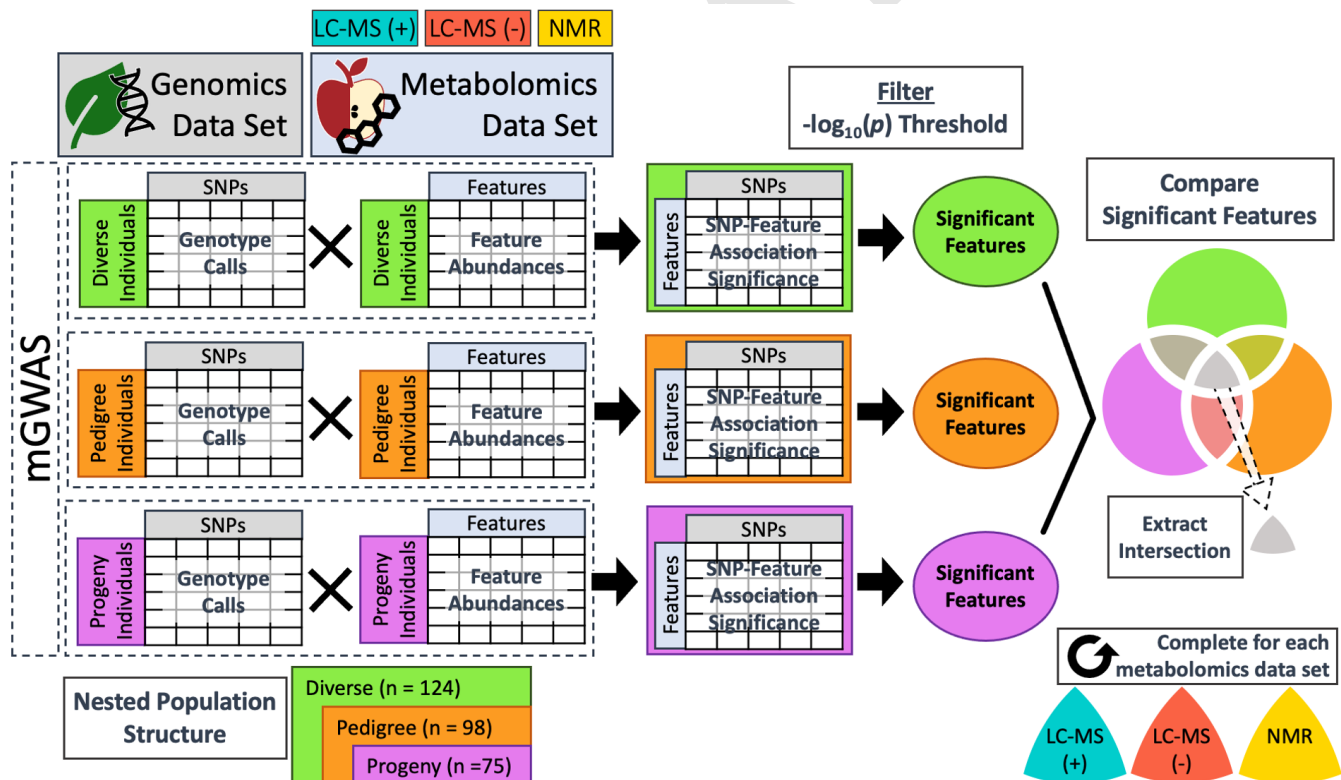 LC-MS (+)
LC-MS (-)
NMR
Genomics
Data Set
Metabolomics
Data Set
Filter
-log₁₀(p) Threshold
mGWAS
Diverse
Individuals
SNPs
Genotype
Calls
Diverse
Individuals
Features
Feature
Abundances
Features
SNPs
SNP-Feature
Association
Significance
Significant
Features
Pedigree
Individuals
SNPs
Genotype
Calls
Pedigree
Individuals
Features
Feature
Abundances
Features
SNPs
SNP-Feature
Association
Significance
Significant
Features
Progeny
Individuals
SNPs
Genotype
Calls
Progeny
Individuals
Features
Feature
Abundances
Features
SNPs
SNP-Feature
Association
Significance
Significant
Features
Compare
Significant Features
Extract
Intersection
Nested Population
Structure
Diverse (n = 124)
Pedigree (n = 98)
Progeny (n =75)
Complete for each
metabolomics data set
LC-MS
(+)
LC-MS
(-)
NMR